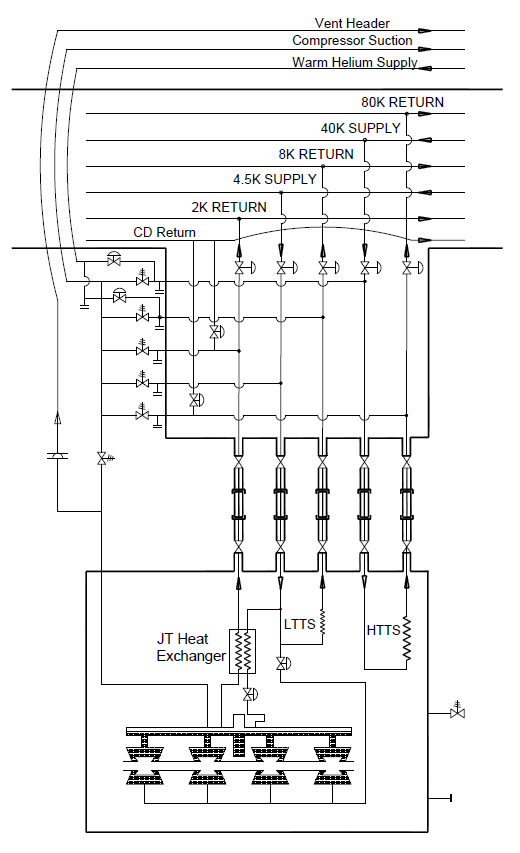 Vent Header
Compressor Suction
Warm Helium Supply
80K RETURN
40K SUPPLY
8K RETURN
4.5K SUPPLY
2K RETURN
CD Return
LTTS
HTTS
JT Heat
Exchanger